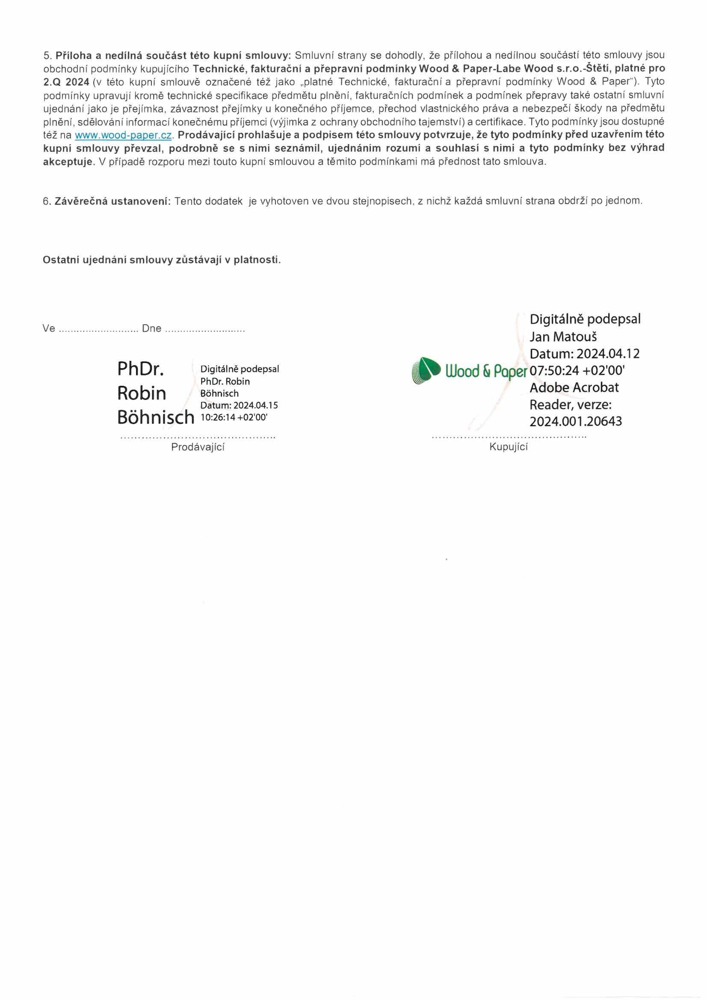 5. Příloha a nedílná součást této kupní smlouvy: Smluvní strany se dohodly, že přílohou a nedílnou součástí této smlouvy jsou
obchodní podmínky kupujícího Technické, fakturační a přepravní podmínky Wood & Paper-Labe Wood s.r.o.-Štětí, platné pro
2.Q 2024 (v této kupní smlouvě označené též jako „platné Technické, fakturační a přepravní podmínky Wood & Paper“). Tyto
podmínky upravují kromě technické specifikace předmětu plnění, fakturačních podmínek a podmínek přepravy také ostatní smluvní
ujednání jako je přejímka, závaznost přejímky u konečného příjemce, přechod vlastnického práva a nebezpečí škody na předmětu
plnění, sdělování informací konečnému příjemci (výjimka z ochrany obchodního tajemství) a certifikace. Tyto podmínky jsou dostupné
též na www.wood-paper.cz. Prodávající prohlašuje a podpisem této smlouvy potvrzuje, že tyto podmínky před uzavřením této
kupní smlouvy převzal, podrobně se s nimi seznámil, ujednáním rozumí a souhlasí s nimi a tyto podmínky bez výhrad
akceptuje. V případě rozporu mezi touto kupní smlouvou a těmito podmínkami má přednost tato smlouva.
6. Závěrečná ustanovení: Tento dodatek je vyhotoven ve dvou stejnopisech, z nichž každá smluvní strana obdrží po jednom.
Ostatní ujednání smlouvy zůstávají v platnosti.
Ve ........................... Dne ...........................
PhDr.
Robin
Böhnisch
Digitálně podepsal
PhDr. Robin
Böhnisch
Datum: 2024.04.15
10:26:14 +02'00'
Prodávající
Wood & Paper
Digitálně podepsal
Jan Matouš
Datum: 2024.04.12
07:50:24 +02'00'
Adobe Acrobat
Reader, verze:
2024.001.20643
Kupující